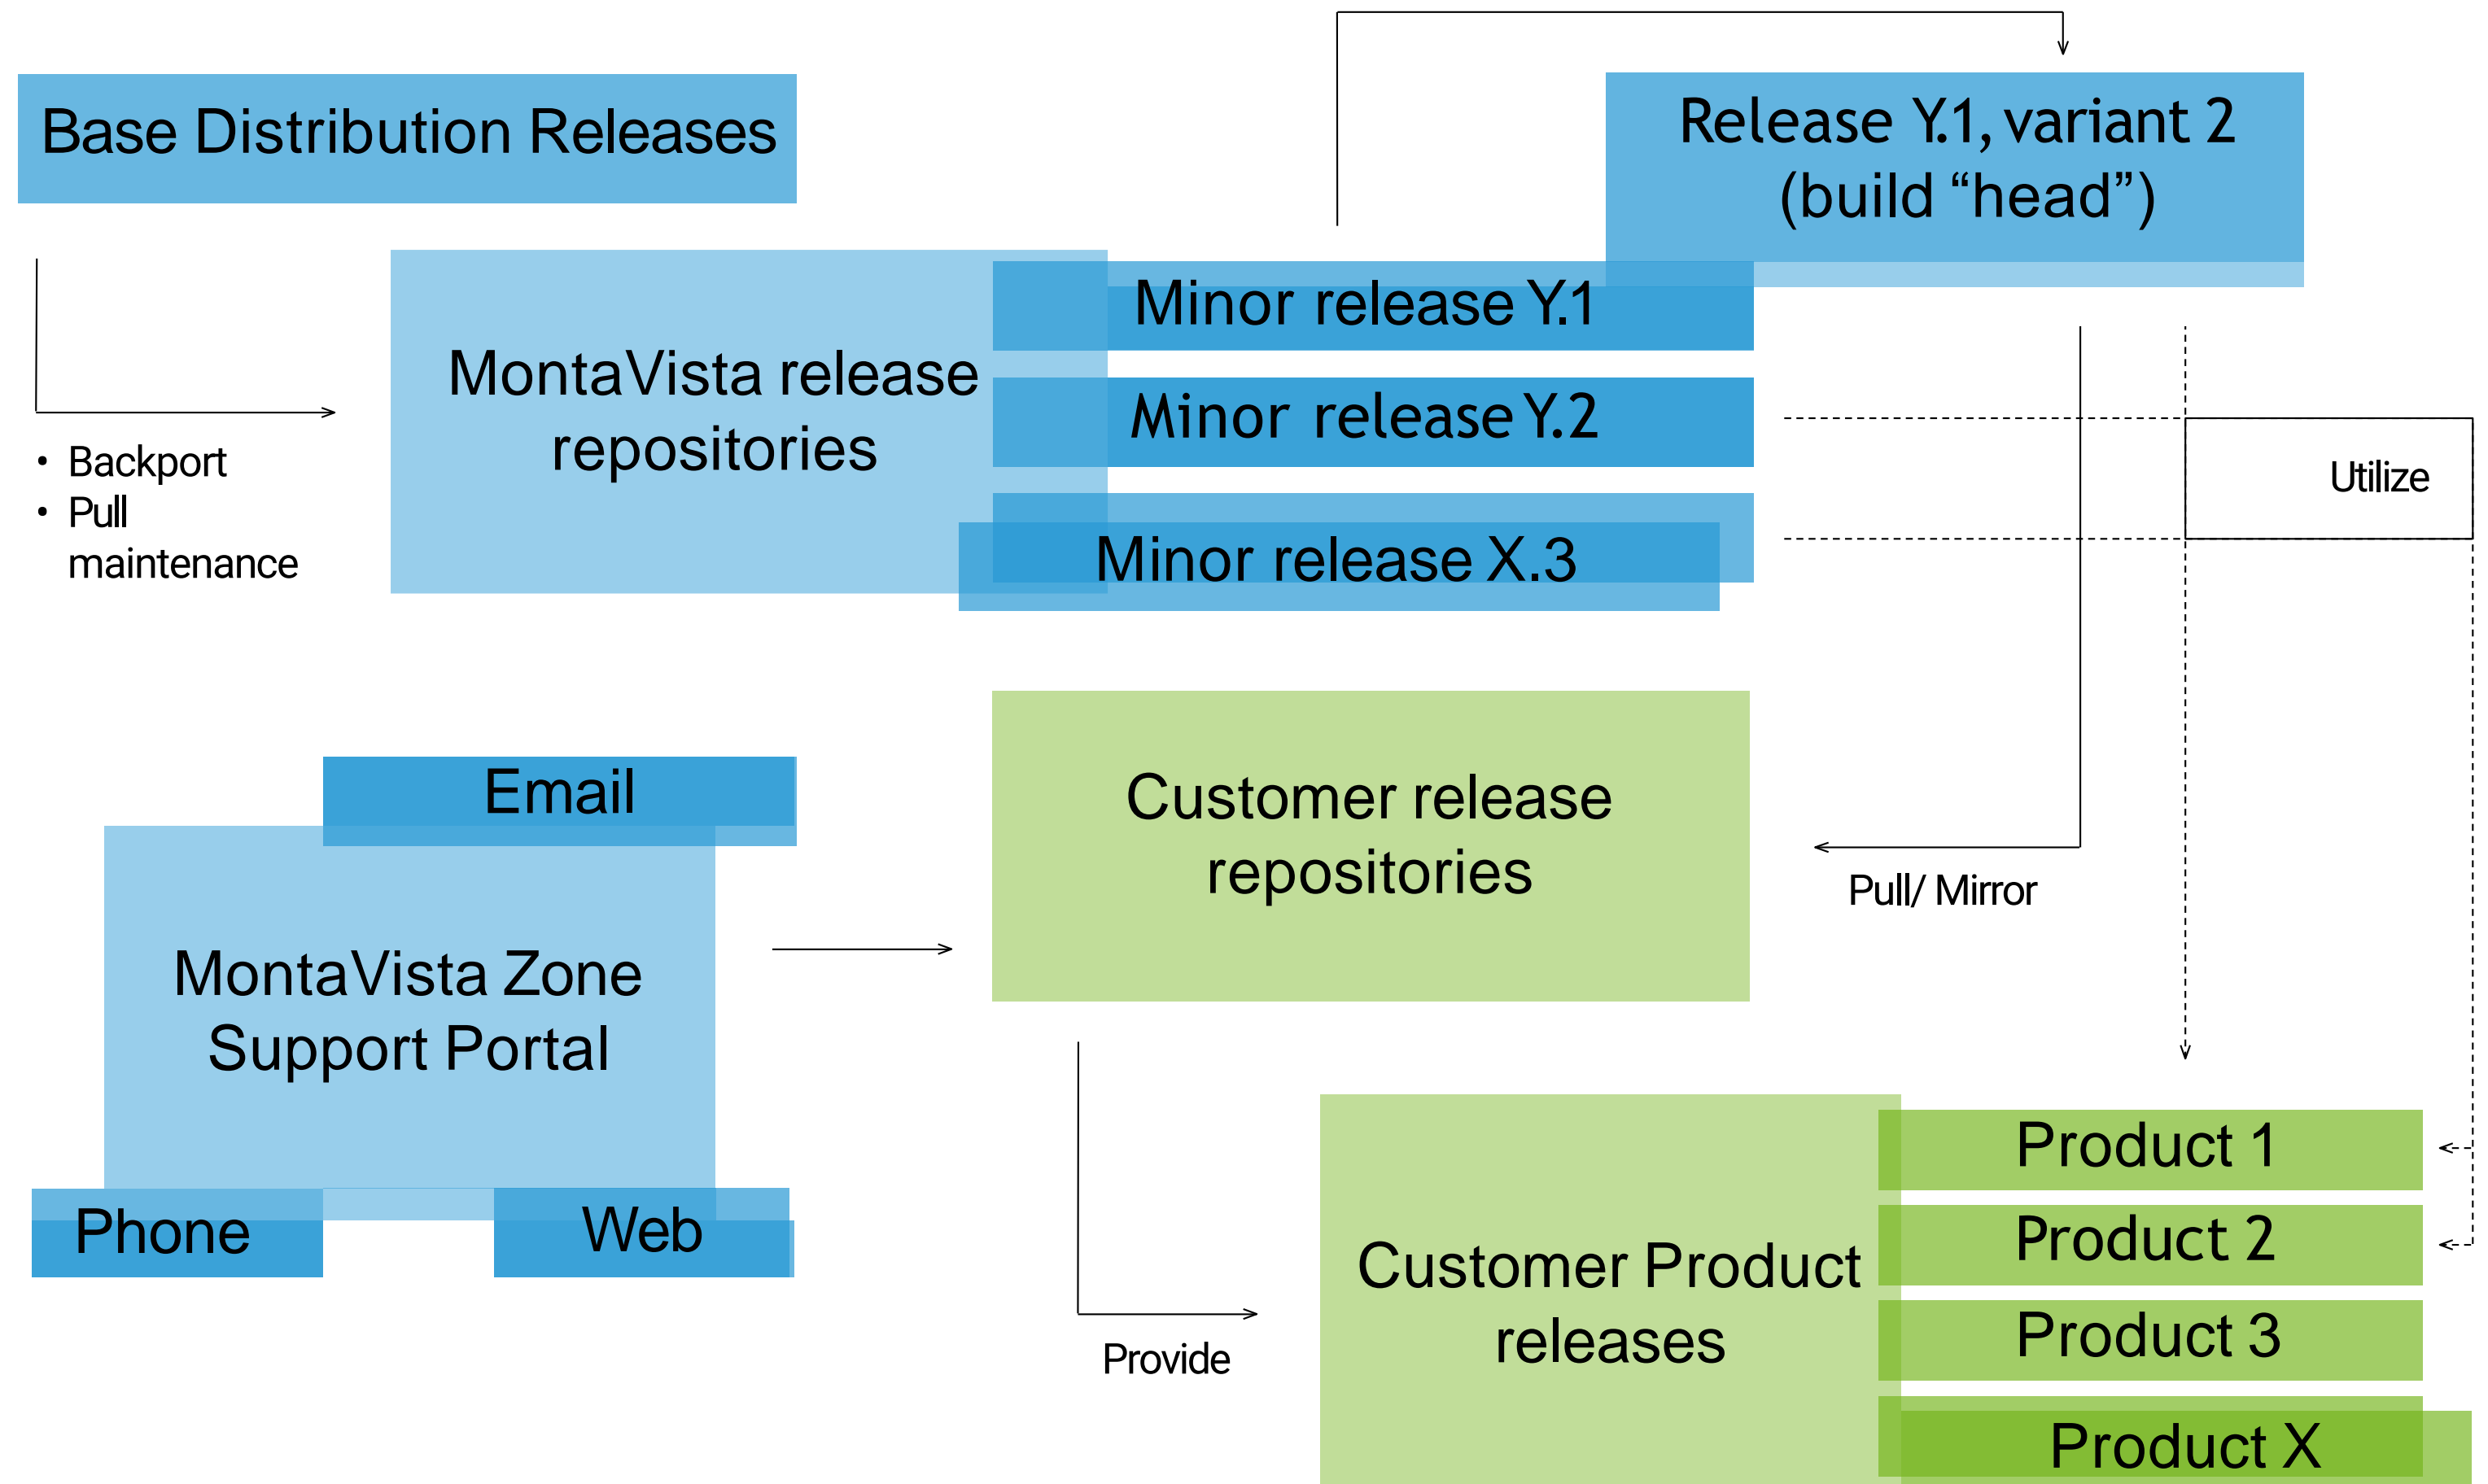 Base Distribution Releases
Release Y.1, variant 2
(build “head”)
MontaVista release
repositories
Minor release Y.1
Minor release Y.2
Minor release X.3
• Backport
• Pull
maintenance
Utilize
Email
MontaVista Zone
Support Portal
Phone
Web
Customer release
repositories
Pull/ Mirror
Provide
Customer Product
releases
Product 1
Product 2
Product 3
Product X